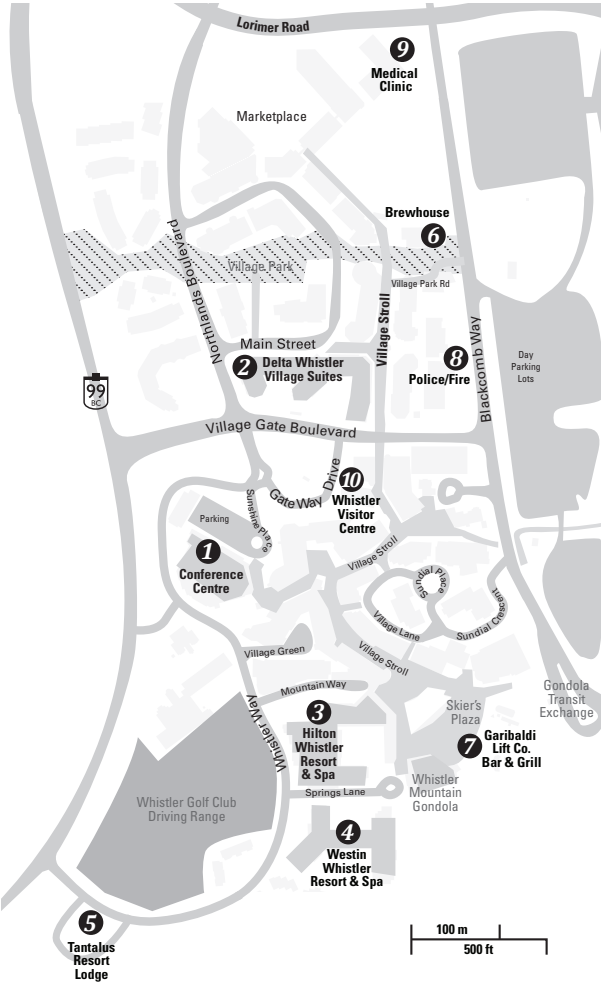 Lorimer Road
9
Medical
Clinic
Marketplace
Brewhouse
6
Northlands Boulevard
Village Park
Village Park Rd
Village Stroll
Blackcomb Way
Main Street
2
Delta Whistler
Village Suites
8
Police/Fire
Day
Parking
Lots
99
BC
Village Gate Boulevard
Gate Way Drive
10
Whistler
Visitor
Centre
Sunshine Place
Parking
1
Conference
Centre
Village Stroll
Sundial Place
Village Lane
Sundial Crescent
Village Green
Village Stroll
Mountain Way
Whistler Way
Skier's
Plaza
Gondola
Transit
Exchange
3
Hilton
Whistler
Resort
& Spa
7
Garibaldi
Lift Co.
Bar & Grill
Whistler
Mountain
Gondola
Springs Lane
Whistler Golf Club
Driving Range
4
Westin
Whistler
Resort & Spa
5
Tantalus
Resort
Lodge
100 m
500 ft